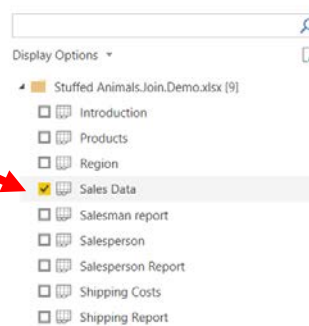 Display Options
Stuffed Animals.Join.Demo.xlsx [9]
Introduction
Products
Region
Sales Data
Salesman report
Salesperson
Salesperson Report
Shipping Costs
Shipping Report